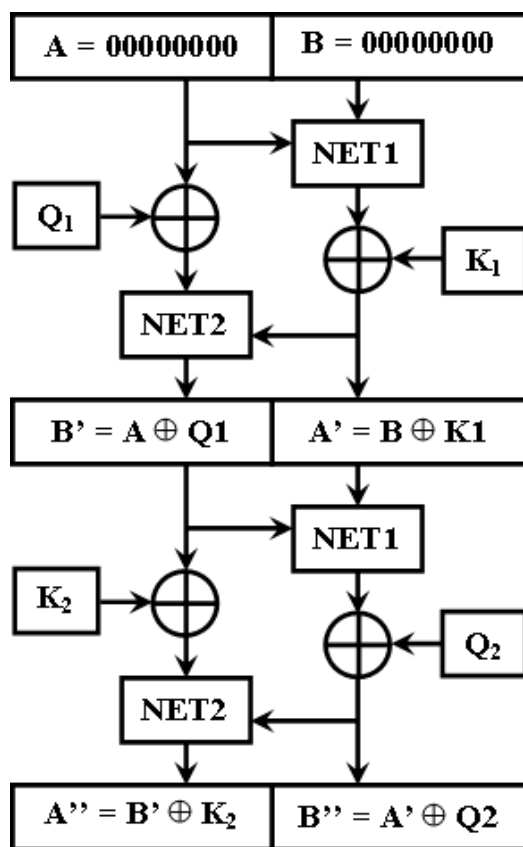 A = 00000000
B = 00000000
NET1
Q₁
K₁
NET2
B’ = A ⊕ Q1
A’ = B ⊕ K1
NET1
K₂
Q₂
NET2
A’’ = B’ ⊕ K₂
B’’ = A’ ⊕ Q2